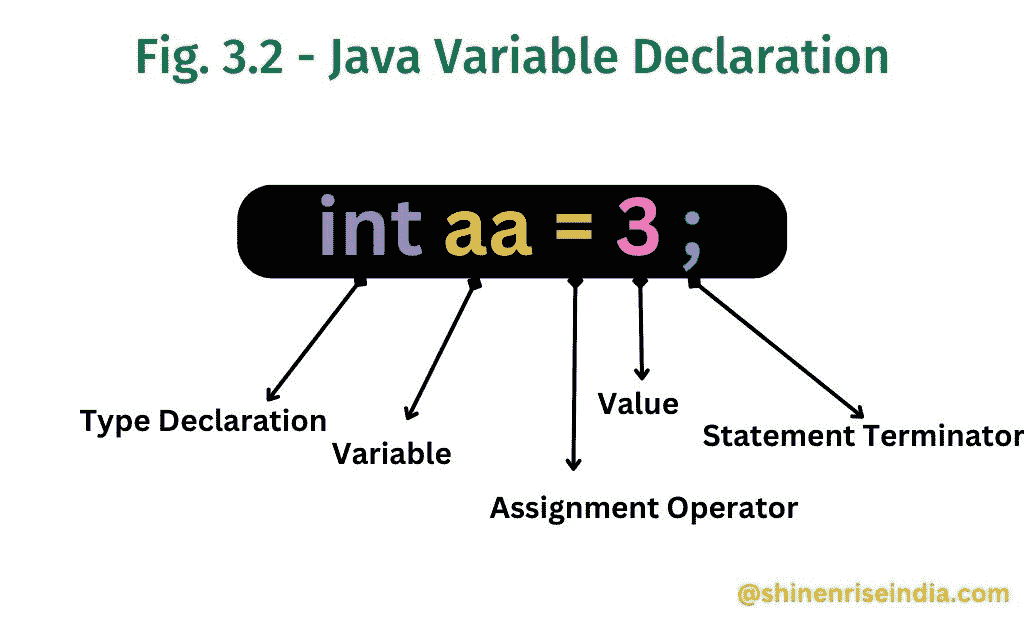 Fig. 3.2 - Java Variable Declaration
int aa = 3 ;
Type Declaration
Variable
Assignment Operator
Value
Statement Terminator
@shinenriseindia.com